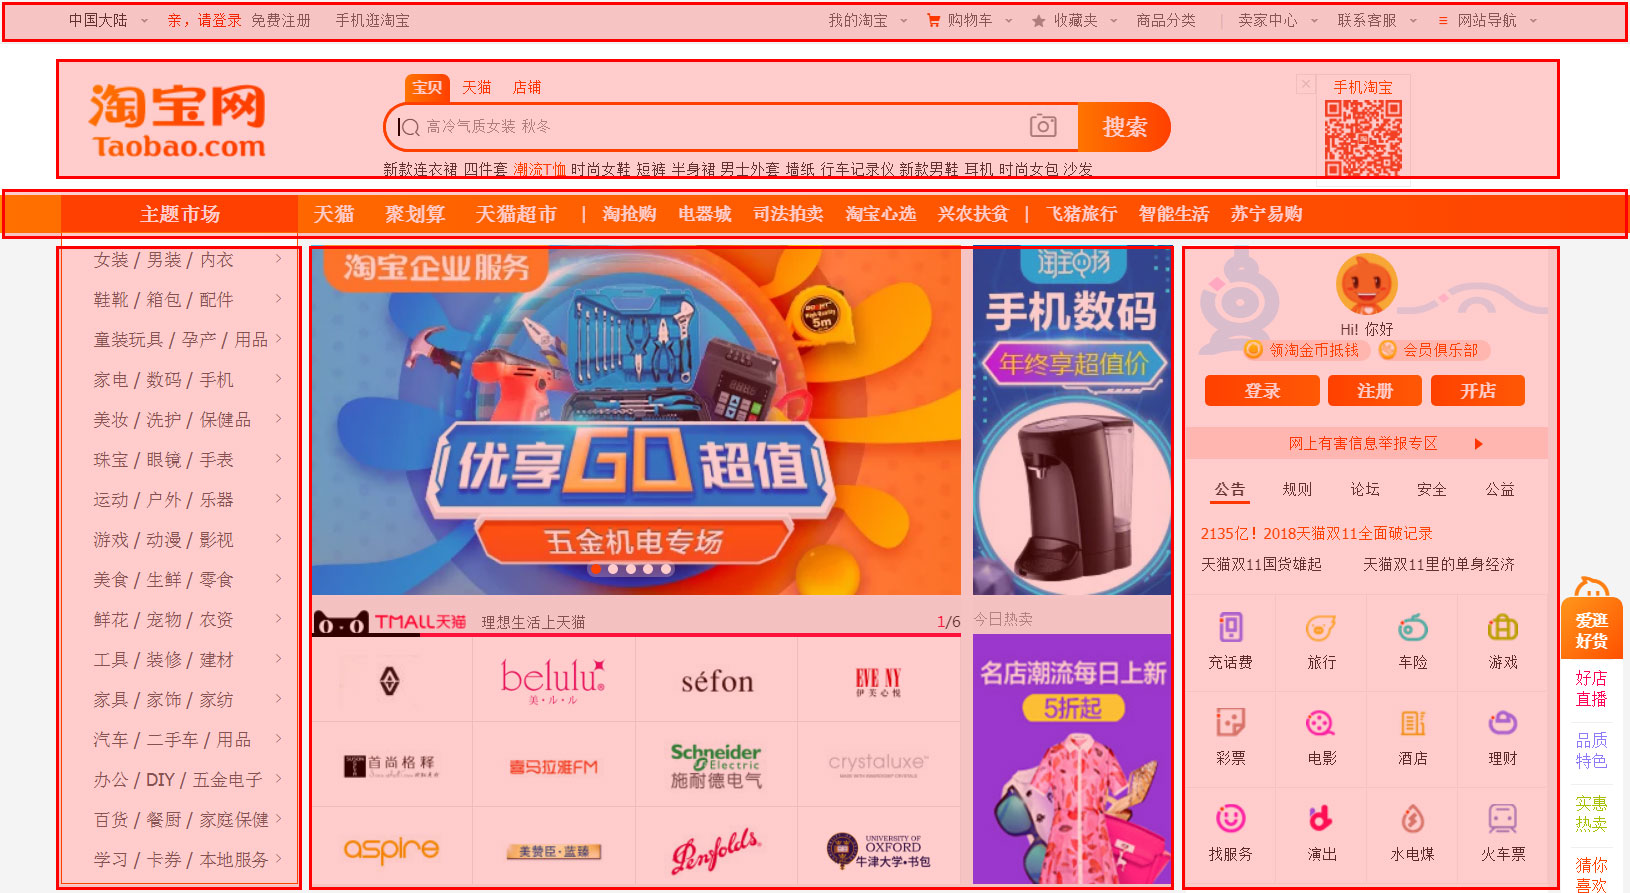 中国大陆 亲，请登录 免费注册 手机逛淘宝 我的淘宝 购物车 收藏夹 商品分类 | 卖家中心 联系客服 网站导航
淘宝网
Taobao.com
宝贝 天猫 店铺
高冷气质女装 秋冬
搜索
新款连衣裙 四件套 潮流T恤 时尚女鞋 短裤 半身裙 男士外套 墙纸 行车记录仪 新款男鞋 耳机 时尚女包 沙发
手机淘宝
主题市场 天猫 聚划算 天猫超市 | 淘抢购 电器城 司法拍卖 淘宝心选 兴农扶贫 | 飞猪旅行 智能生活 苏宁易购
女装 / 男装 / 内衣
鞋靴 / 箱包 / 配件
童装玩具 / 孕产 / 用品
家电 / 数码 / 手机
美妆 / 洗护 / 保健品
珠宝 / 眼镜 / 手表
运动 / 户外 / 乐器
游戏 / 动漫 / 影视
美食 / 生鲜 / 零食
鲜花 / 宠物 / 农资
工具 / 装修 / 建材
家具 / 家饰 / 家纺
汽车 / 二手车 / 用品
办公 / DIY / 五金电子
百货 / 餐厨 / 家庭保健
学习 / 卡券 / 本地服务
淘宝企业服务
High-Quality
5m
优享GO超值
五金机电专场
TMALL天猫 理想生活上天猫 1/6
belulu
美·ル·ル
séfon
EVE NY
伊芙心悦
首尚格释
喜马拉雅FM
Schneider
Electric
施耐德电气
crystaluxe
aspire
美赞臣·蓝臻
Penfolds
UNIVERSITY OF
OXFORD
牛津大学·书包
手机数码
年终享超值价
今日热卖
名店潮流每日上新
5折起
Hi! 你好
领淘金币抵钱 会员俱乐部
登录 注册 开店
网上有害信息举报专区
公告 规则 论坛 安全 公益
2135亿！2018天猫双11全面破记录
天猫双11国货雄起 天猫双11里的单身经济
充话费 旅行 车险 游戏
彩票 电影 酒店 理财
找服务 演出 水电煤 火车票
爱逛
好货
好店
直播
品质
特色
实惠
热卖
猜你
喜欢